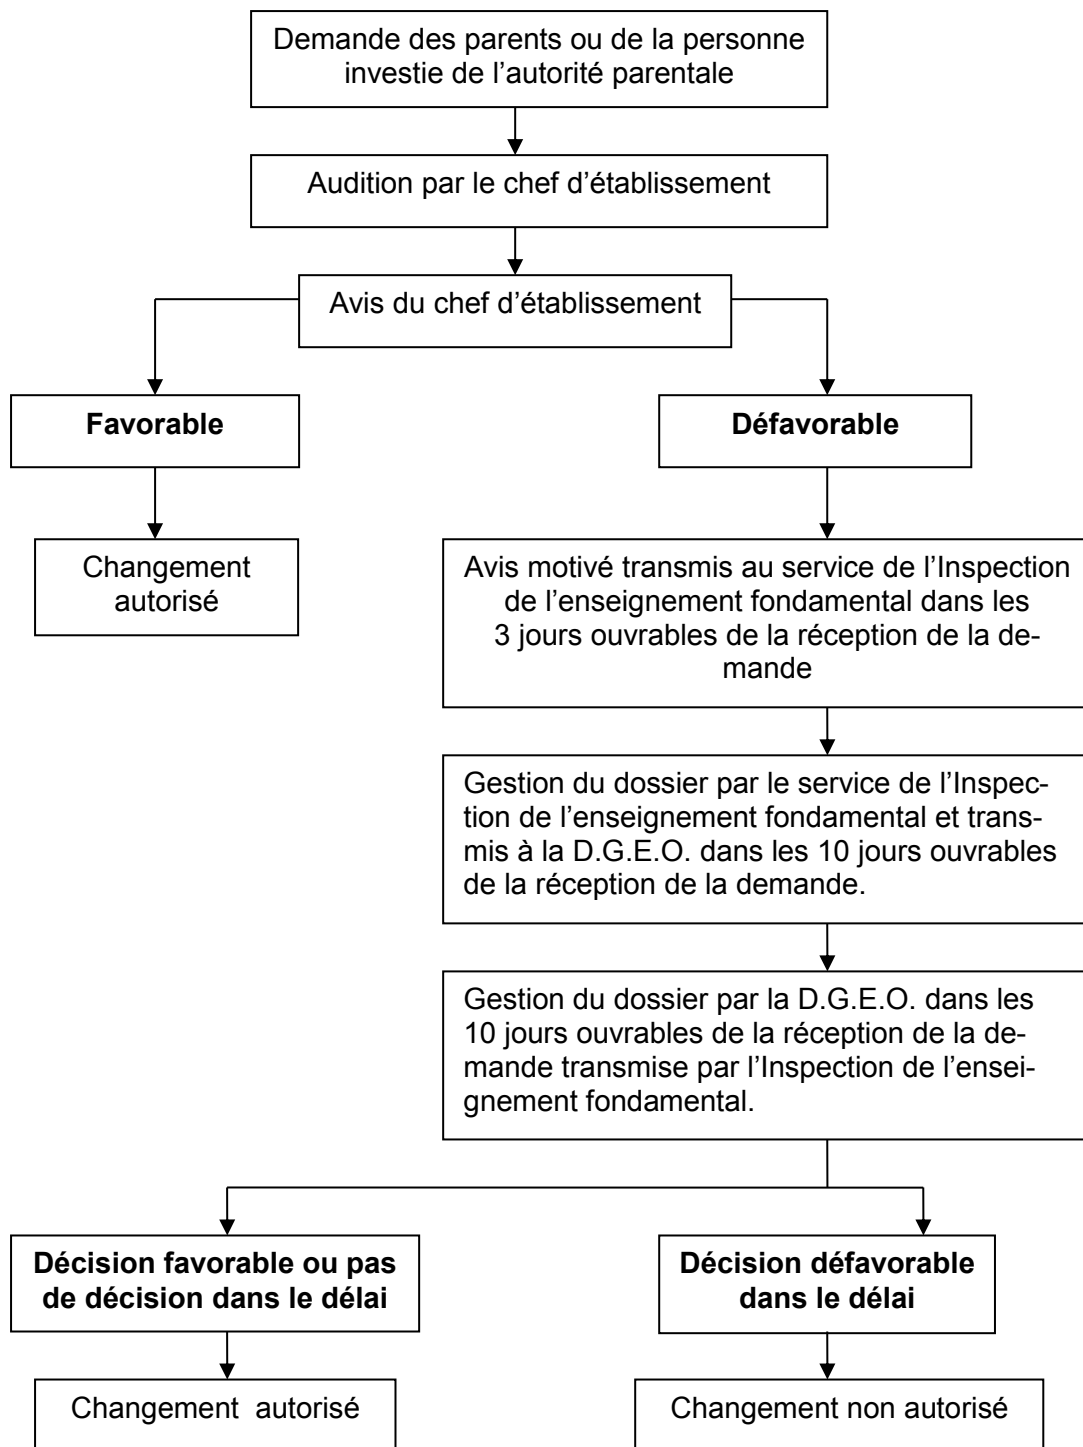 Demande des parents ou de la personne
investie de l’autorité parentale
Audition par le chef d’établissement
Avis du chef d’établissement
Favorable
Défavorable
Changement
autorisé
Avis motivé transmis au service de l’Inspection
de l’enseignement fondamental dans les
3 jours ouvrables de la réception de la de-
mande
Gestion du dossier par le service de l’Inspec-
tion de l’enseignement fondamental et trans-
mis à la D.G.E.O. dans les 10 jours ouvrables
de la réception de la demande.
Gestion du dossier par la D.G.E.O. dans les
10 jours ouvrables de la réception de la de-
mande transmise par l’Inspection de l’ensei-
gnement fondamental.
Décision favorable ou pas
de décision dans le délai
Décision défavorable
dans le délai
Changement autorisé
Changement non autorisé